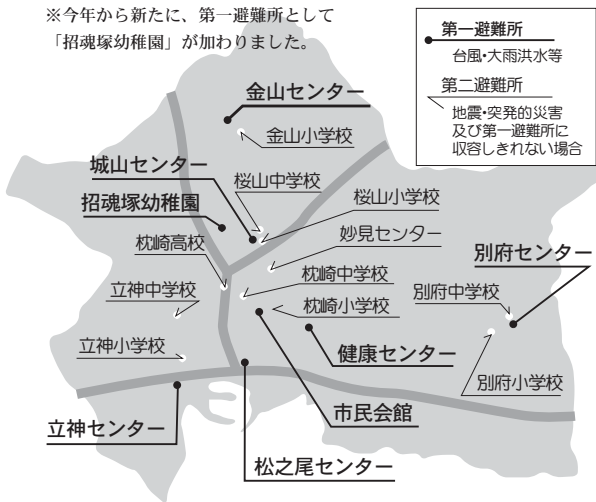 ※今年から新たに、第一避難所として
「招魂塚幼稚園」が加わりました。
第一避難所
台風・大雨洪水等
第二避難所
地震・突発的災害
及び第一避難所に
収容しきれない場合
金山センター
金山小学校
城山センター
桜山中学校
招魂塚幼稚園
桜山小学校
枕崎高校
妙見センター
別府センター
立神中学校
枕崎中学校
別府中学校
枕崎小学校
立神小学校
健康センター
別府小学校
市民会館
立神センター
松之尾センター